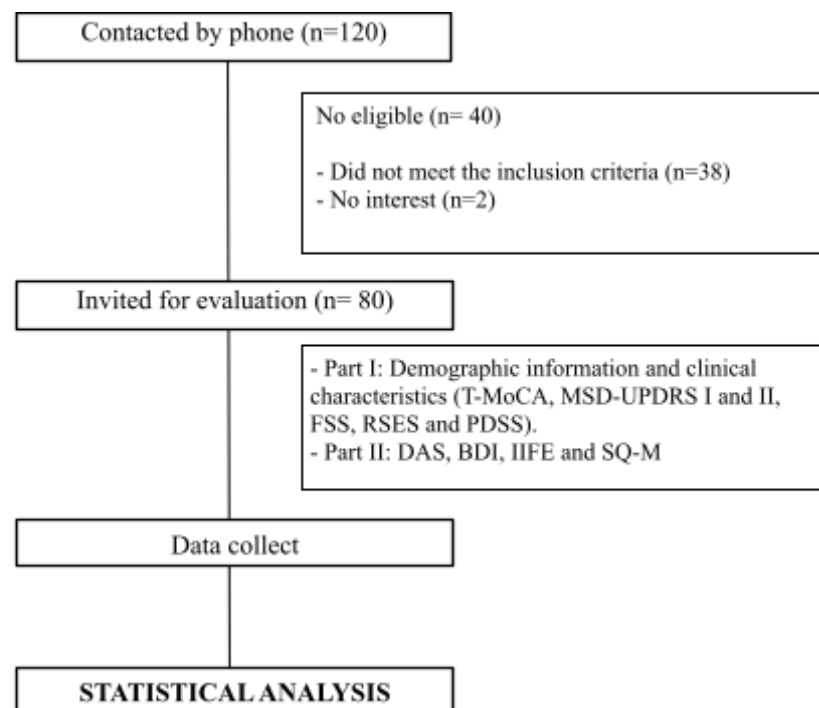 Contacted by phone (n=120)
No eligible (n= 40)
- Did not meet the inclusion criteria (n=38)
- No interest (n=2)
Invited for evaluation (n= 80)
- Part I: Demographic information and clinical
characteristics (T-MoCA, MSD-UPDRS I and II,
FSS, RSES and PDSS).
- Part II: DAS, BDI, IIFE and SQ-M
Data collect
STATISTICAL ANALYSIS